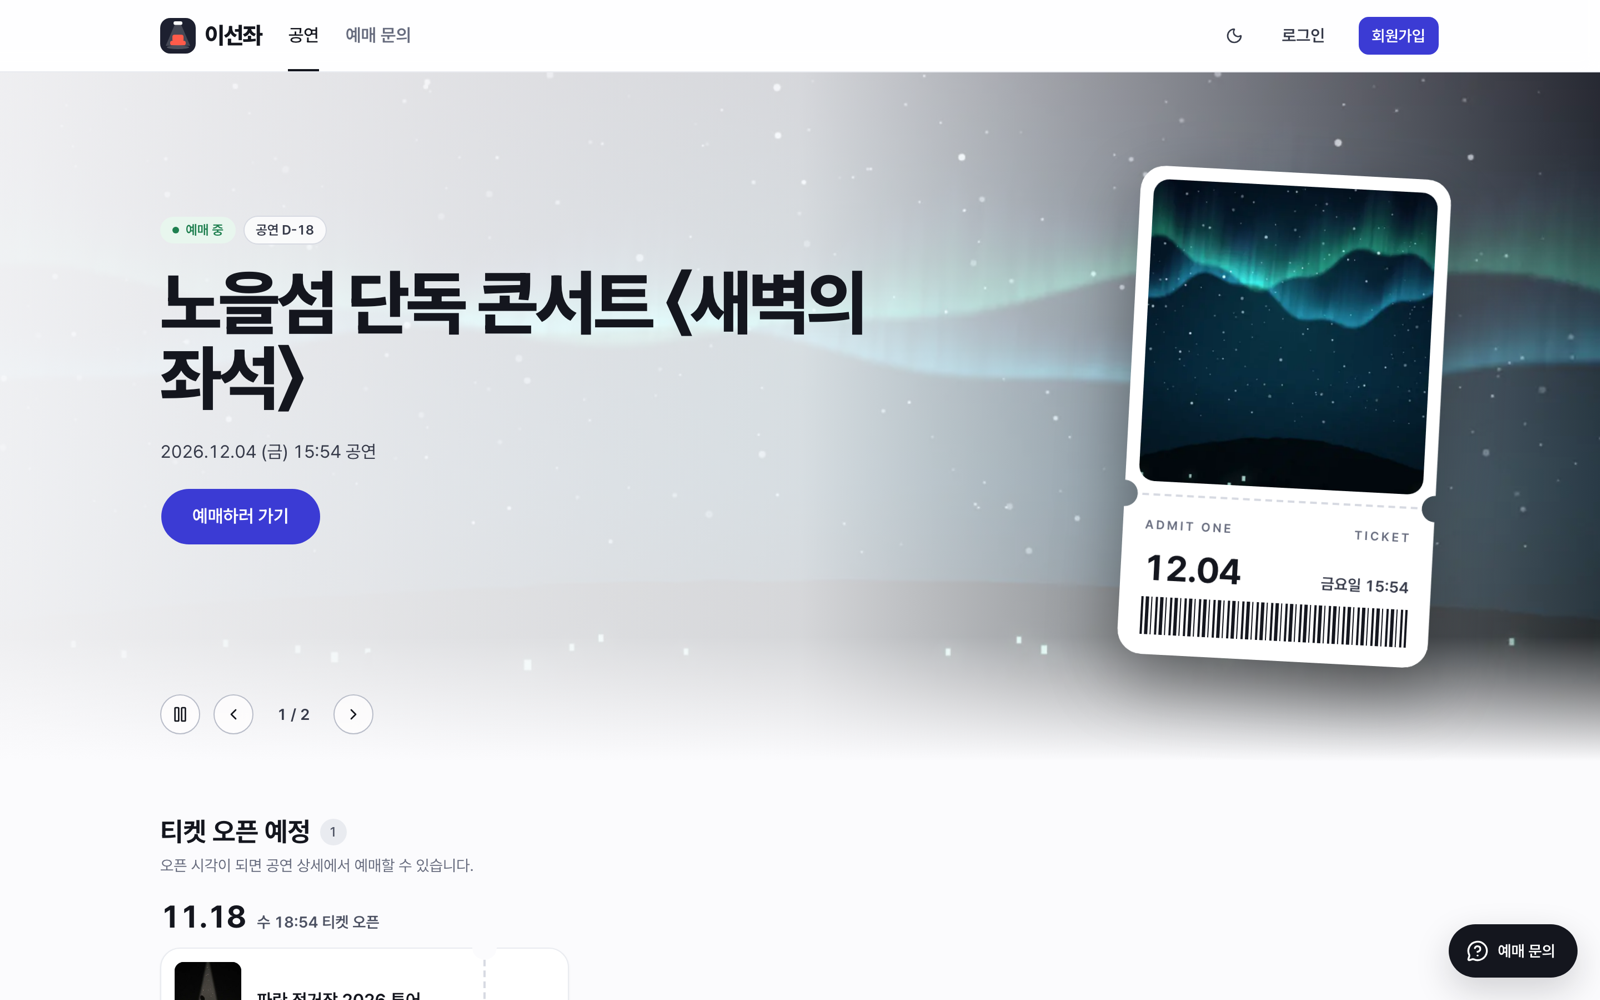 이선좌 공연 예매 문의 로그인 회원가입
예매 중 공연 D-18
노을섬 단독 콘서트 〈새벽의
좌석〉
2026.12.04 (금) 15:54 공연
예매하러 가기
ADMIT ONE TICKET
12.04 금요일 15:54
1 / 2
티켓 오픈 예정 1
오픈 시각이 되면 공연 상세에서 예매할 수 있습니다.
11.18 수 18:54 티켓 오픈
예매 문의